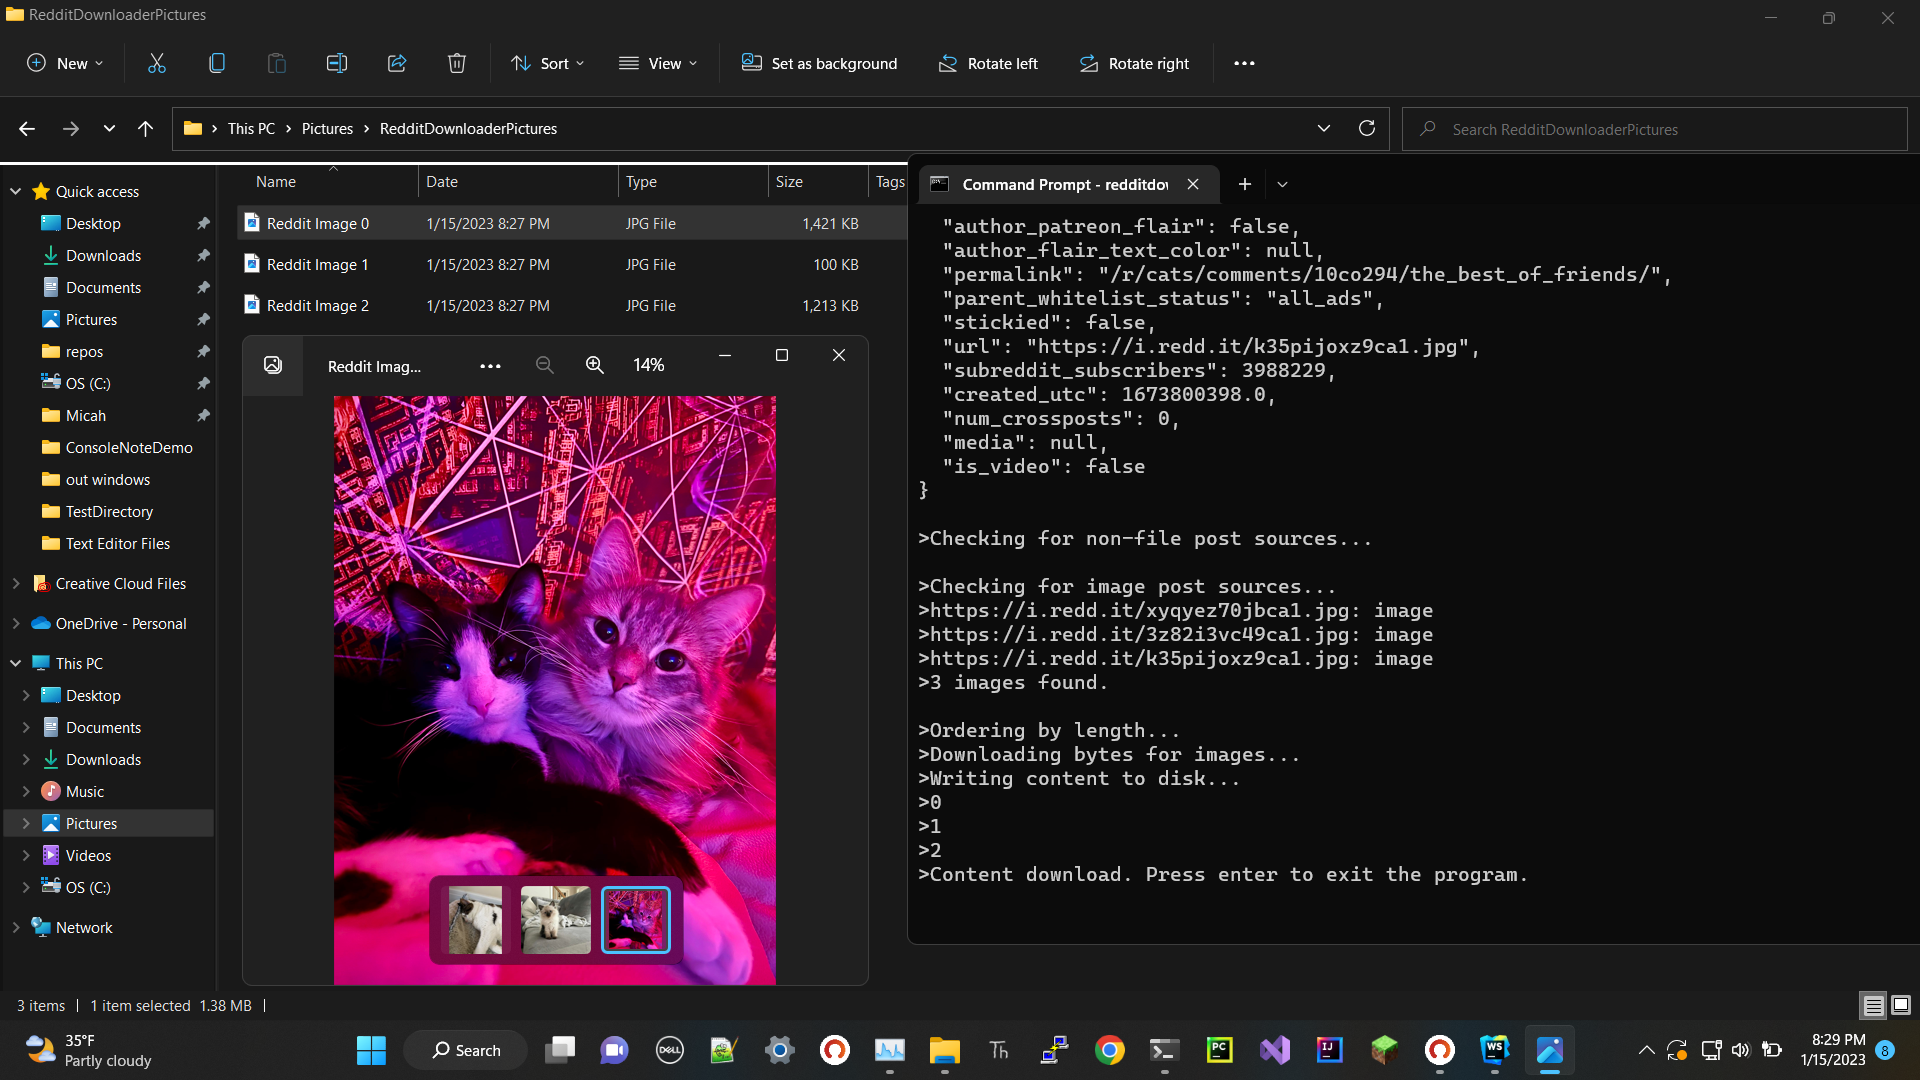 RedditDownloaderPictures
New
Sort
View
Set as background
Rotate left
Rotate right
This PC
Pictures
RedditDownloaderPictures
Search RedditDownloaderPictures
Name
Date
Type
Size
Tags
Reddit Image 0
1/15/2023 8:27 PM
JPG File
1,421 KB
Reddit Image 1
1/15/2023 8:27 PM
JPG File
100 KB
Reddit Image 2
1/15/2023 8:27 PM
JPG File
1,213 KB
Quick access
Desktop
Downloads
Documents
Pictures
repos
OS (C:)
Micah
ConsoleNoteDemo
out windows
TestDirectory
Text Editor Files
Creative Cloud Files
OneDrive - Personal
This PC
Desktop
Documents
Downloads
Music
Pictures
Videos
OS (C:)
Network
Reddit Imag...
14%
Command Prompt - redditdov
"author_patreon_flair": false,
"author_flair_text_color": null,
"permalink": "/r/cats/comments/10co294/the_best_of_friends/",
"parent_whitelist_status": "all_ads",
"stickied": false,
"url": "https://i.redd.it/k35pijoxz9ca1.jpg",
"subreddit_subscribers": 3988229,
"created_utc": 1673800398.0,
"num_crossposts": 0,
"media": null,
"is_video": false
}
>Checking for non-file post sources...
>Checking for image post sources...
>https://i.redd.it/xyqyez70jbca1.jpg: image
>https://i.redd.it/3z82i3vc49ca1.jpg: image
>https://i.redd.it/k35pijoxz9ca1.jpg: image
>3 images found.
>Ordering by length...
>Downloading bytes for images...
>Writing content to disk...
>0
>1
>2
>Content download. Press enter to exit the program.
3 items
1 item selected 1.38 MB
35°F
Partly cloudy
Search
DELL
Th
PC
IJ
WS
8:29 PM
1/15/2023
8